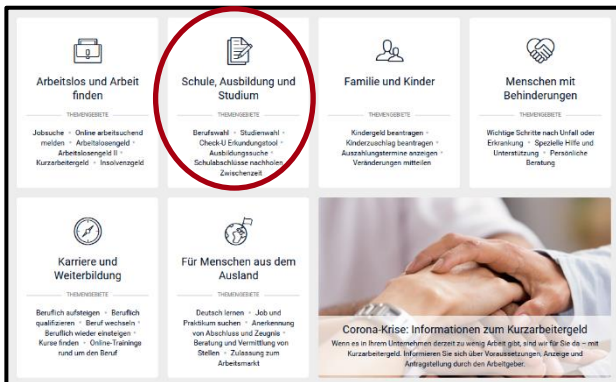 Arbeitslos und Arbeit
finden
THEMENGEBIETE
Jobsuche • Online arbeitsuchend
melden • Arbeitslosengeld •
Arbeitslosengeld II •
Kurzarbeitergeld • Insolvenzgeld
Schule, Ausbildung und
Studium
THEMENGEBIETE
Berufswahl • Studienwahl •
Check-U Erkundungstool •
Ausbildungssuche •
Schulabschlüsse nachholen •
Zwischenzeit
Familie und Kinder
THEMENGEBIETE
Kindergeld beantragen •
Kinderzuschlag beantragen •
Auszahlungstermine anzeigen •
Veränderungen mitteilen
Menschen mit
Behinderungen
THEMENGEBIETE
Wichtige Schritte nach Unfall oder
Erkrankung • Spezielle Hilfe und
Unterstützung • Persönliche
Beratung
Karriere und
Weiterbildung
THEMENGEBIETE
Beruflich aufsteigen • Beruflich
qualifizieren • Beruf wechseln •
Beruflich wieder einsteigen •
Kurse finden • Online-Trainings
rund um den Beruf
Für Menschen aus dem
Ausland
THEMENGEBIETE
Deutsch lernen • Job und
Praktikum suchen • Anerkennung
von Abschluss und Zeugnis •
Beratung und Vermittlung von
Stellen • Zulassung zum
Arbeitsmarkt
Corona-Krise: Informationen zum Kurzarbeitergeld
Wenn es in Ihrem Unternehmen derzeit zu wenig Arbeit gibt, sind wir für Sie da – mit
Kurzarbeitergeld. Informieren Sie sich über Voraussetzungen, Anzeige und
Antragstellung durch den Arbeitgeber.